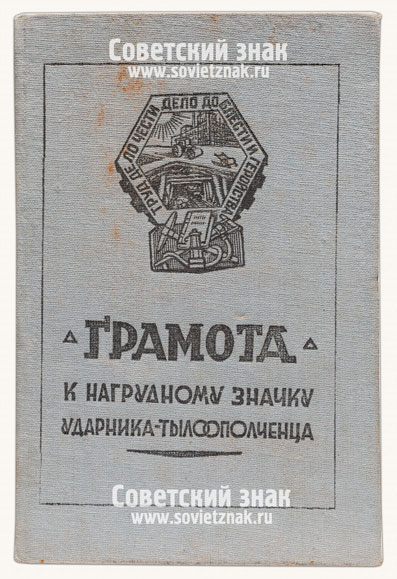 Советский знак
www.sovietznak.ru
ТРУД ДЕЛО ЧЕСТИ ДЕЛО ДОБЛЕСТИ И ГЕРОЙСТВА
ГРАМОТА
К НАГРУДНОМУ ЗНАЧКУ
УДАРНИКА-ТЫЛООПОЛЧЕНЦА
Советский знак
www.sovietznak.ru